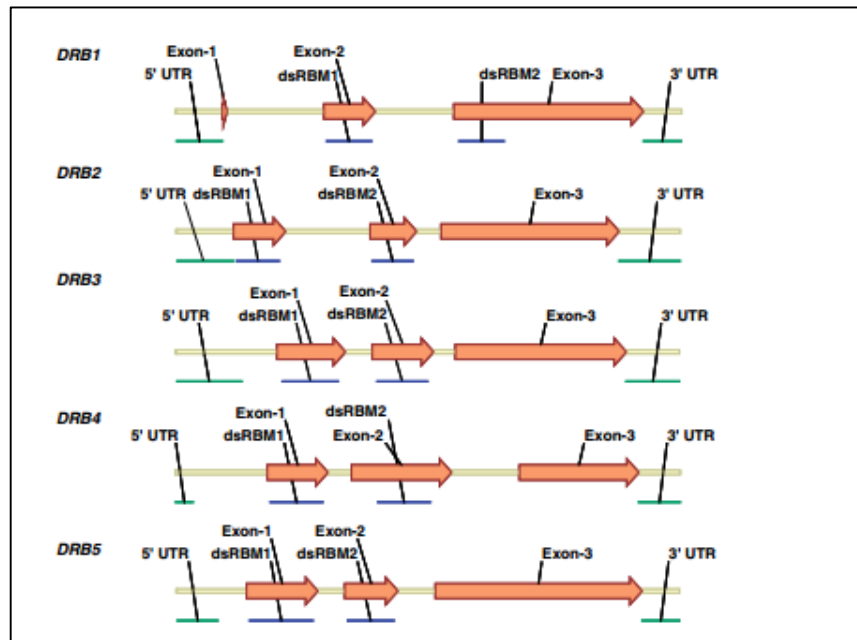 DRB1
Exon-1
Exon-2
5' UTR
dsRBM1
dsRBM2
Exon-3
3' UTR
DRB2
Exon-1
Exon-2
5' UTR
dsRBM1
dsRBM2
Exon-3
3' UTR
DRB3
Exon-1
Exon-2
5' UTR
dsRBM1
dsRBM2
Exon-3
3' UTR
DRB4
Exon-1
dsRBM2
5' UTR
dsRBM1
Exon-2
Exon-3
3' UTR
DRB5
Exon-1
Exon-2
5' UTR
dsRBM1
dsRBM2
Exon-3
3' UTR